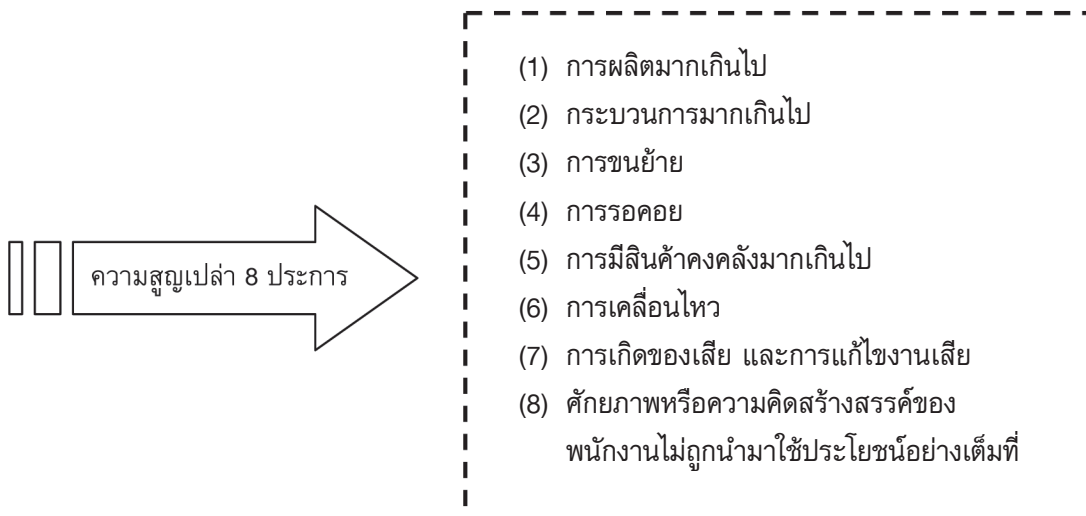 ความสูญเปล่า 8 ประการ
(1) การผลิตมากเกินไป
(2) กระบวนการมากเกินไป
(3) การขนย้าย
(4) การรอคอย
(5) การมีสินค้าคงคลังมากเกินไป
(6) การเคลื่อนไหว
(7) การเกิดของเสีย และการแก้ไขงานเสีย
(8) ศักยภาพหรือความคิดสร้างสรรค์ของ
พนักงานไม่ถูกนำมาใช้ประโยชน์อย่างเต็มที่